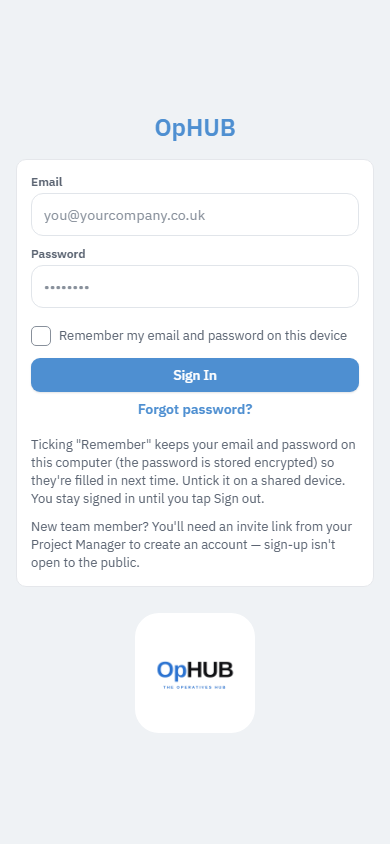 OpHUB
Email
you@yourcompany.co.uk
Password
••••••••
Remember my email and password on this device
Sign In
Forgot password?
Ticking "Remember" keeps your email and password on
this computer (the password is stored encrypted) so
they're filled in next time. Untick it on a shared device.
You stay signed in until you tap Sign out.
New team member? You'll need an invite link from your
Project Manager to create an account — sign-up isn't
open to the public.
OpHUB
THE OPERATIVES HUB